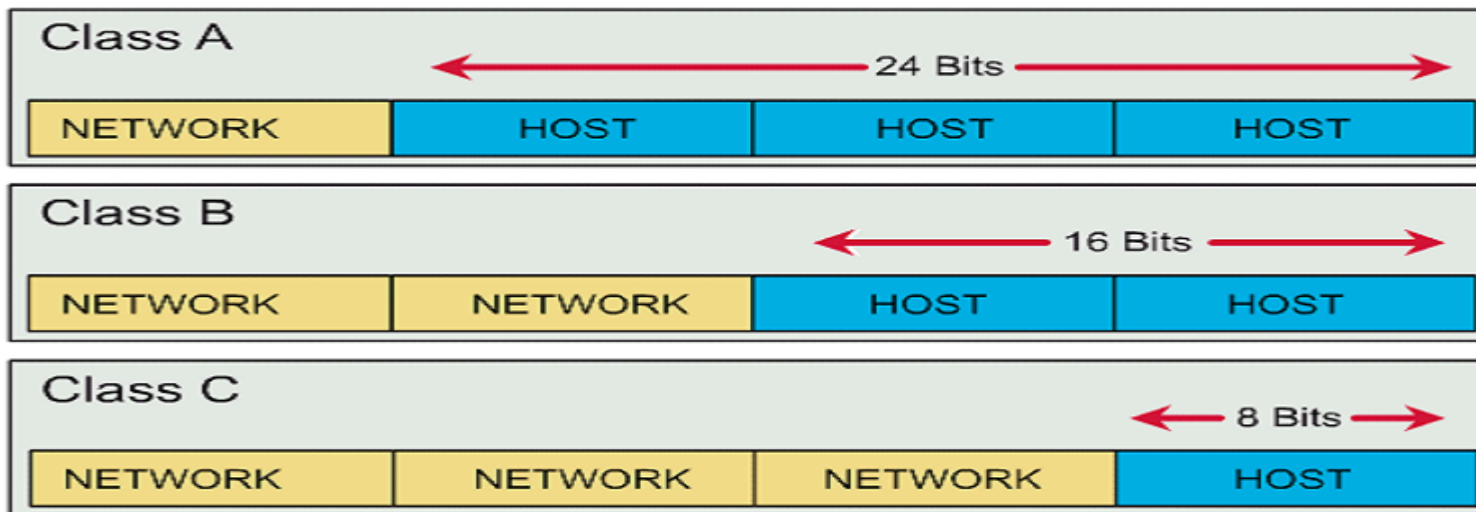 Class A
24 Bits
NETWORK HOST HOST HOST
Class B
16 Bits
NETWORK NETWORK HOST HOST
Class C
8 Bits
NETWORK NETWORK NETWORK HOST